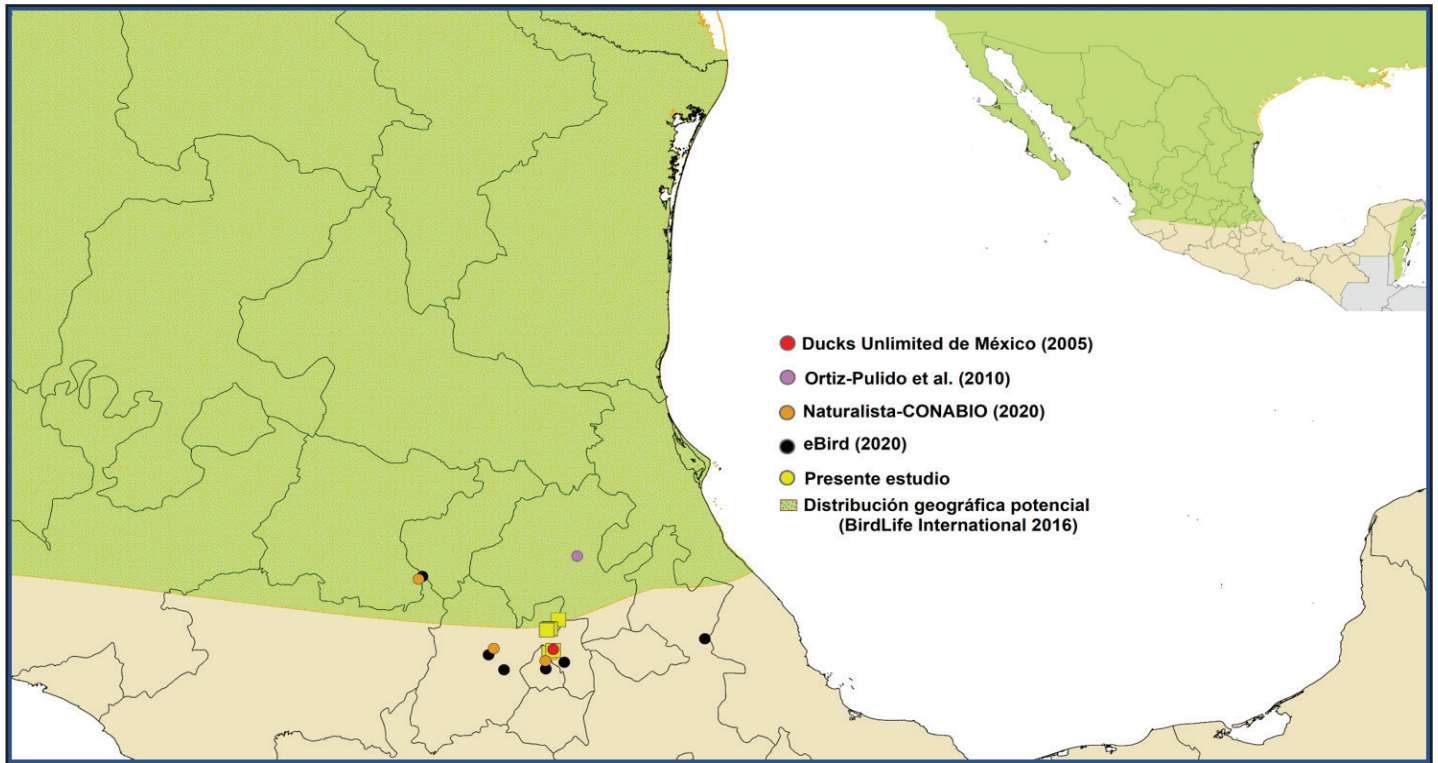 Ducks Unlimited de México (2005)
Ortiz-Pulido et al. (2010)
Naturalista-CONABIO (2020)
eBird (2020)
Presente estudio
Distribución geográfica potencial
(BirdLife International 2016)